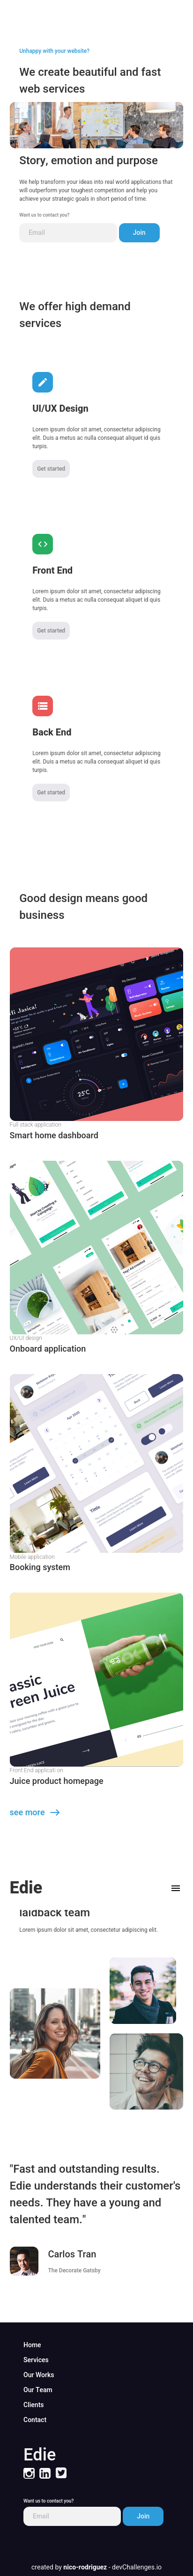 Unhappy with your website?
We create beautiful and fast
web services
Story, emotion and purpose
We help transform your ideas into real world applications that
will outperform your toughest competition and help you
achieve your strategic goals in short period of time.
Want us to contact you?
Email
Join
We offer high demand
services
UI/UX Design
Lorem ipsum dolor sit amet, consectetur adipiscing
elit. Duis a metus ac nulla consequat aliquet id quis
turpis.
Get started
Front End
Lorem ipsum dolor sit amet, consectetur adipiscing
elit. Duis a metus ac nulla consequat aliquet id quis
turpis.
Get started
Back End
Lorem ipsum dolor sit amet, consectetur adipiscing
elit. Duis a metus ac nulla consequat aliquet id quis
turpis.
Get started
Good design means good
business
Full stack application
Smart home dashboard
UX/UI design
Onboard application
Mobile application
Booking system
assic
reen Juice
Front End application
Juice product homepage
see more
Edie
laidback team
Lorem ipsum dolor sit amet, consectetur adipiscing elit.
"Fast and outstanding results.
Edie understands their customer's
needs. They have a young and
talented team."
Carlos Tran
The Decorate Gatsby
Home
Services
Our Works
Our Team
Clients
Contact
Edie
Want us to contact you?
Email
Join
created by nico-rodriguez - devChallenges.io